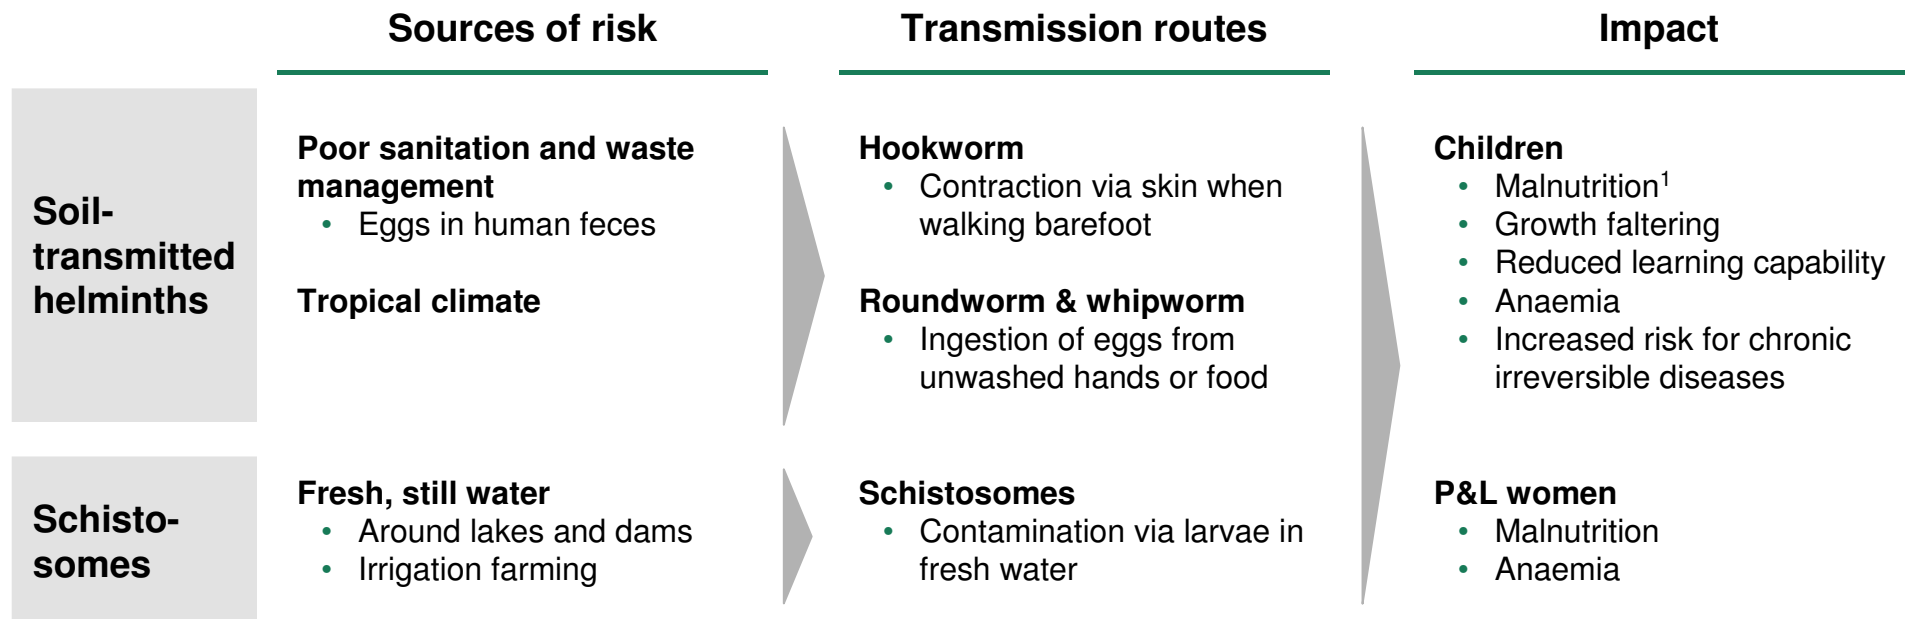 Sources of risk
Transmission routes
Impact
Soil-
transmitted
helminths
Poor sanitation and waste
management
• Eggs in human feces
Tropical climate
Hookworm
• Contraction via skin when
walking barefoot
Roundworm & whipworm
• Ingestion of eggs from
unwashed hands or food
Children
• Malnutrition¹
• Growth faltering
• Reduced learning capability
• Anaemia
• Increased risk for chronic
irreversible diseases
Schisto-
somes
Fresh, still water
• Around lakes and dams
• Irrigation farming
Schistosomes
• Contamination via larvae in
fresh water
P&L women
• Malnutrition
• Anaemia